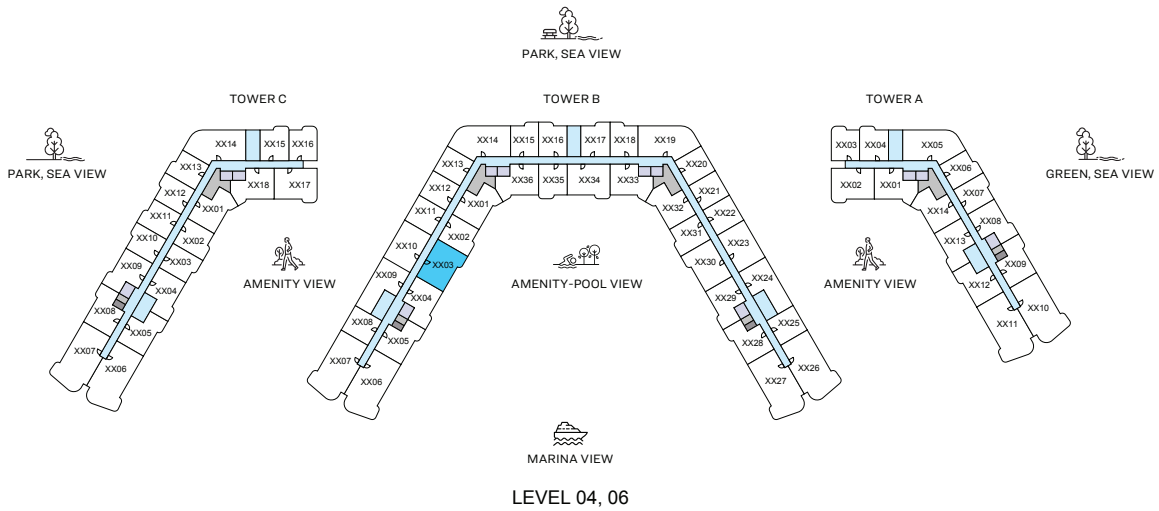 PARK, SEA VIEW
TOWER C
TOWER B
TOWER A
PARK, SEA VIEW
GREEN, SEA VIEW
XX14
XX15
XX16
XX13
XX12
XX11
XX10
XX09
XX08
XX07
XX06
XX05
XX04
XX03
XX02
XX01
XX18
XX17
AMENITY VIEW
XX14
XX15
XX16
XX17
XX18
XX19
XX13
XX12
XX11
XX10
XX09
XX08
XX07
XX06
XX05
XX04
XX03
XX02
XX01
XX36
XX35
XX34
XX33
XX32
XX31
XX30
XX29
XX28
XX27
XX20
XX21
XX22
XX23
XX24
XX25
XX26
AMENITY-POOL VIEW
AMENITY VIEW
XX03
XX04
XX05
XX02
XX01
XX06
XX07
XX08
XX09
XX10
XX14
XX13
XX12
XX11
MARINA VIEW
LEVEL 04, 06